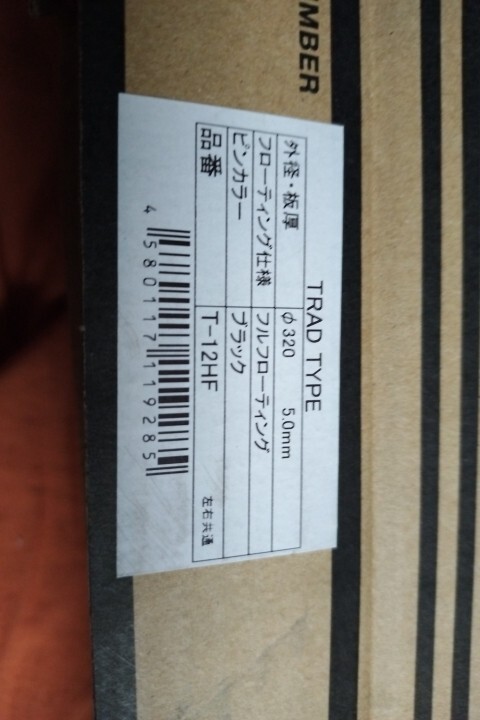 UMBER
TRAD TYPE
外径・板厚 φ320 5.0mm
フローティング仕様 フルフローティング
ピンカラー ブラック
品番 T-12HF 左右共通
4 580117 119285